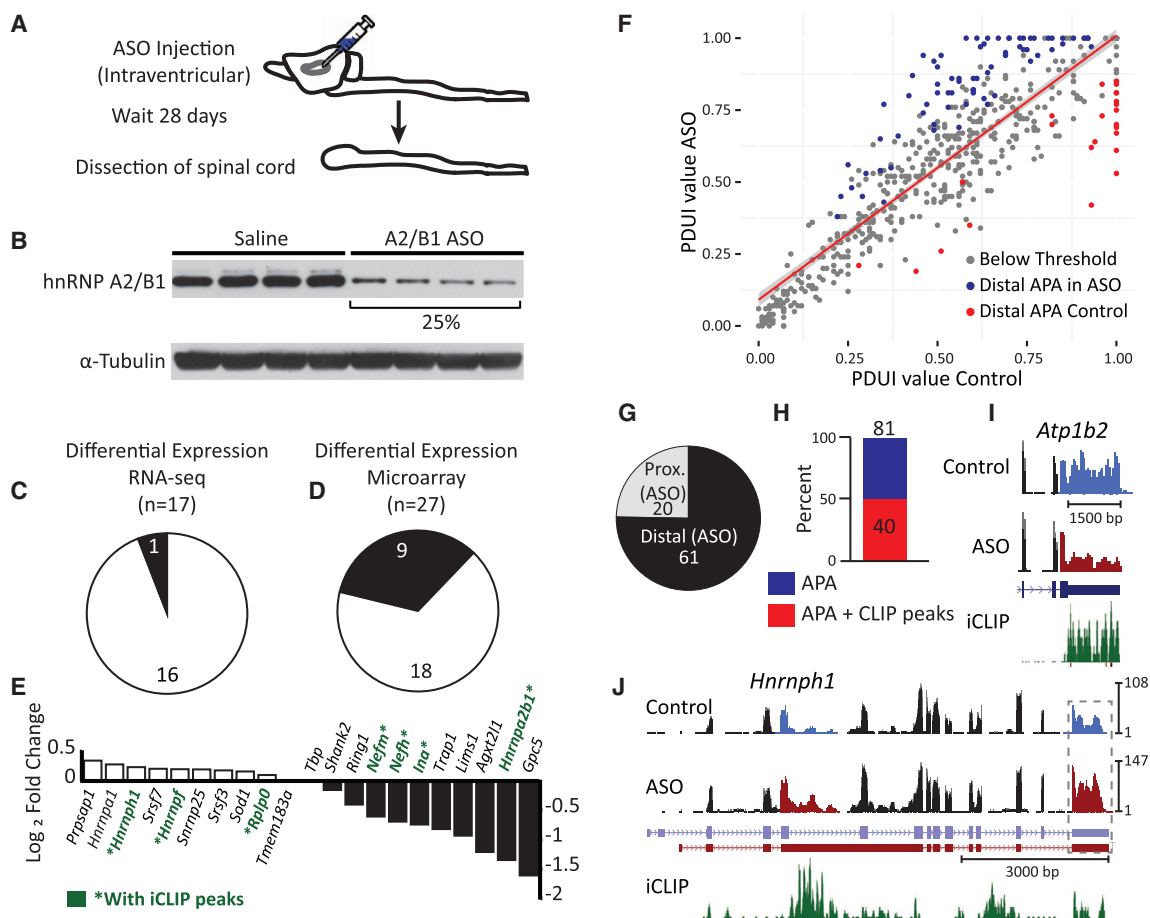 A
ASO Injection
(Intraventricular)
Wait 28 days
Dissection of spinal cord
B
Saline
A2/B1 ASO
hnRNP A2/B1
25%
α-Tubulin
C
Differential Expression
RNA-seq
(n=17)
1
16
D
Differential Expression
Microarray
(n=27)
9
18
E
Log 2 Fold Change
0.5
0
Prpsap1
Hnrnpa1
*Hnrnph1
Srsf7
*Hnrnpf
Snrnp25
Srsf3
Sod1
*Rplp0
Tmem183a
Tbp
Shank2
Ring1
Nefm*
Nefh*
Ina*
Trap1
Lims1
Agxt2l1
Hnrnpa2b1*
Gpc5
-0.5
-1
-1.5
-2
*With iCLIP peaks
F
PDUI value ASO
1.00
0.75
0.50
0.25
0.00
Below Threshold
Distal APA in ASO
Distal APA Control
0.00
0.25
0.50
0.75
1.00
PDUI value Control
G
Prox.
(ASO)
20
Distal (ASO)
61
H
81
Percent
100
50
0
40
APA
APA + CLIP peaks
I
Atp1b2
Control
1500 bp
ASO
iCLIP
J
Hnrnph1
Control
108
1
ASO
147
1
3000 bp
iCLIP